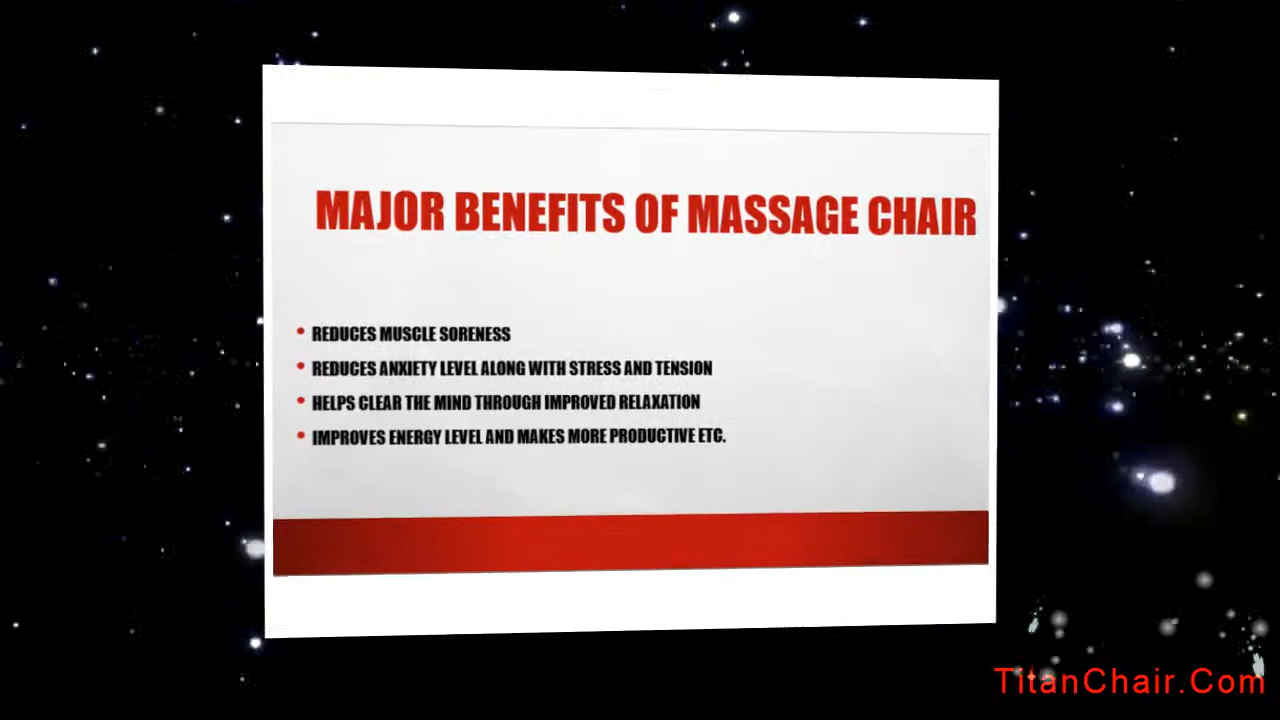 MAJOR BENEFITS OF MASSAGE CHAIR
• REDUCES MUSCLE SORENESS
• REDUCES ANXIETY LEVEL ALONG WITH STRESS AND TENSION
• HELPS CLEAR THE MIND THROUGH IMPROVED RELAXATION
• IMPROVES ENERGY LEVEL AND MAKES MORE PRODUCTIVE ETC.
TitanChair.Com